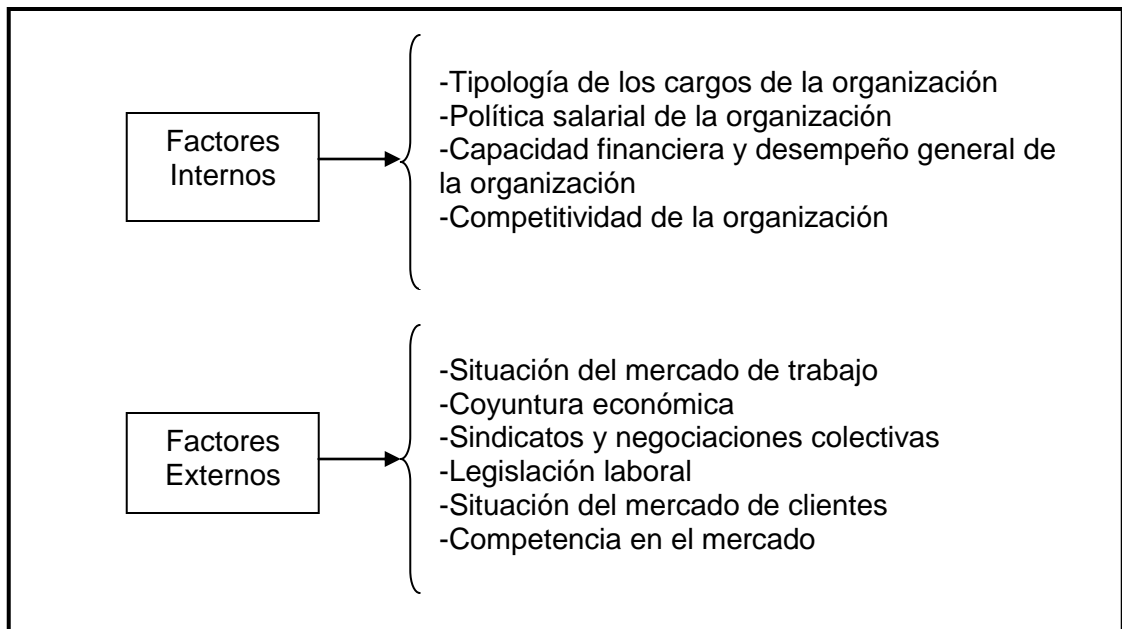 Factores
Internos
-Tipología de los cargos de la organización
-Política salarial de la organización
-Capacidad financiera y desempeño general de
la organización
-Competitividad de la organización
Factores
Externos
-Situación del mercado de trabajo
-Coyuntura económica
-Sindicatos y negociaciones colectivas
-Legislación laboral
-Situación del mercado de clientes
-Competencia en el mercado